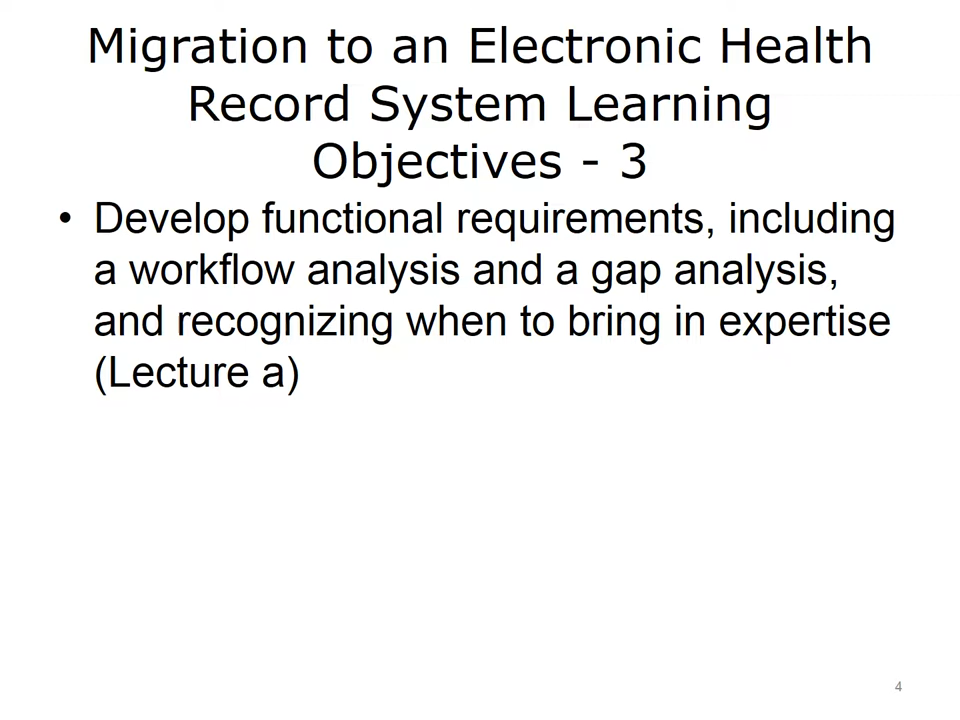 Migration to an Electronic Health
Record System Learning
Objectives - 3
• Develop functional requirements, including
a workflow analysis and a gap analysis,
and recognizing when to bring in expertise
(Lecture a)
4